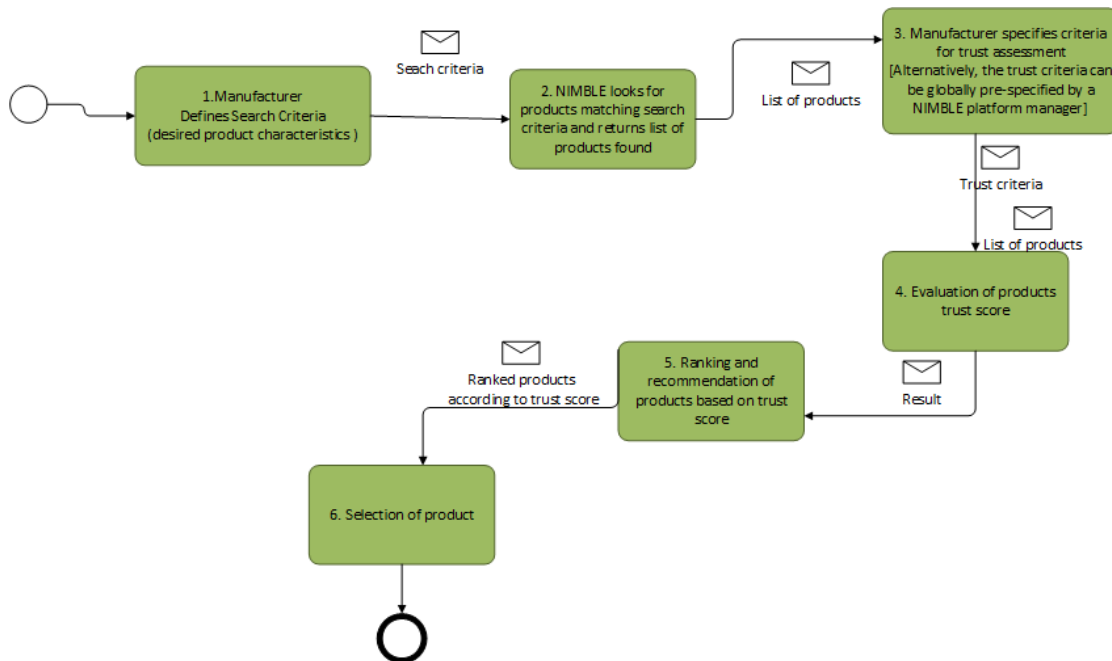 1.Manufacturer
Defines Search Criteria
(desired product characteristics )
Seach criteria
2. NIMBLE looks for
products matching search
criteria and returns list of
products found
List of products
3. Manufacturer specifies criteria
for trust assessment
[Alternatively, the trust criteria can
be globally pre-specified by a
NIMBLE platform manager]
Trust criteria
List of products
4. Evaluation of products
trust score
Result
5. Ranking and
recommendation of
products based on trust
score
Ranked products
according to trust score
6. Selection of product